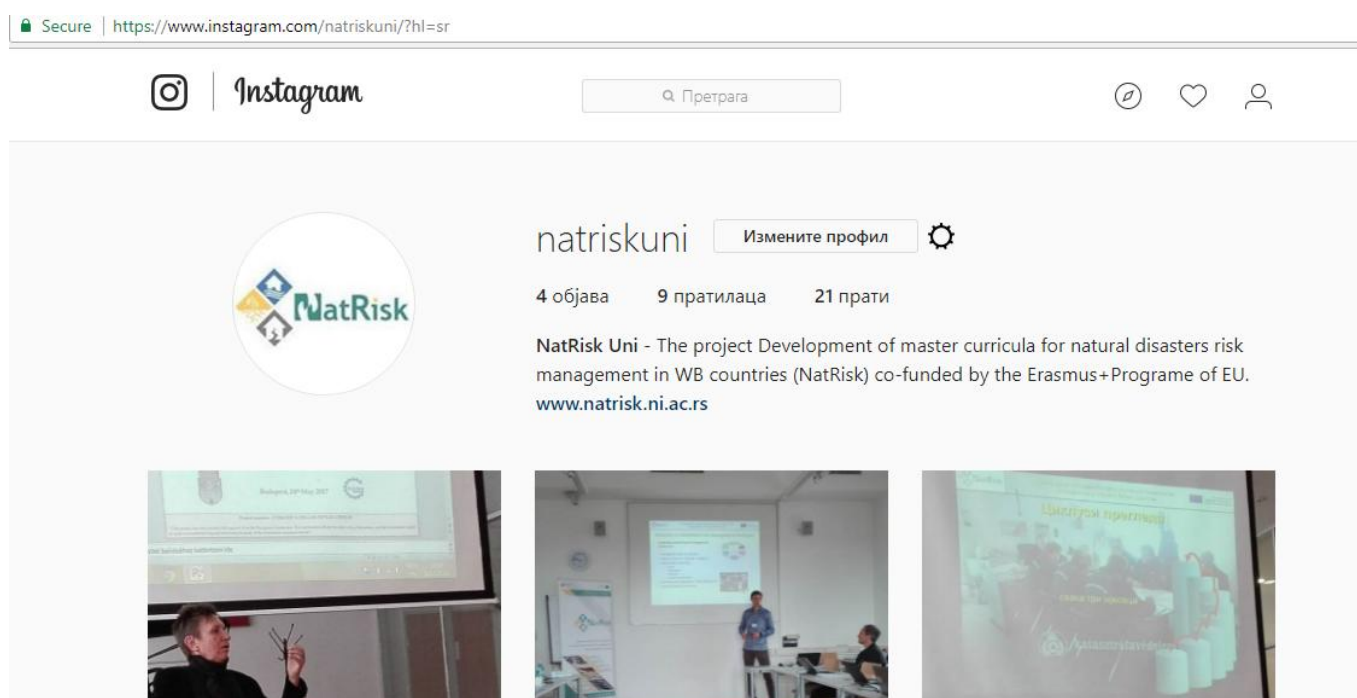 Secure | https://www.instagram.com/natriskuni/?hl=sr
Instagram
Претрага
natriskuni Измените профил
4 објава 9 пратилаца 21 прати
NatRisk
NatRisk Uni - The project Development of master curricula for natural disasters risk
management in WB countries (NatRisk) co-funded by the Erasmus+Programe of EU.
www.natrisk.ni.ac.rs